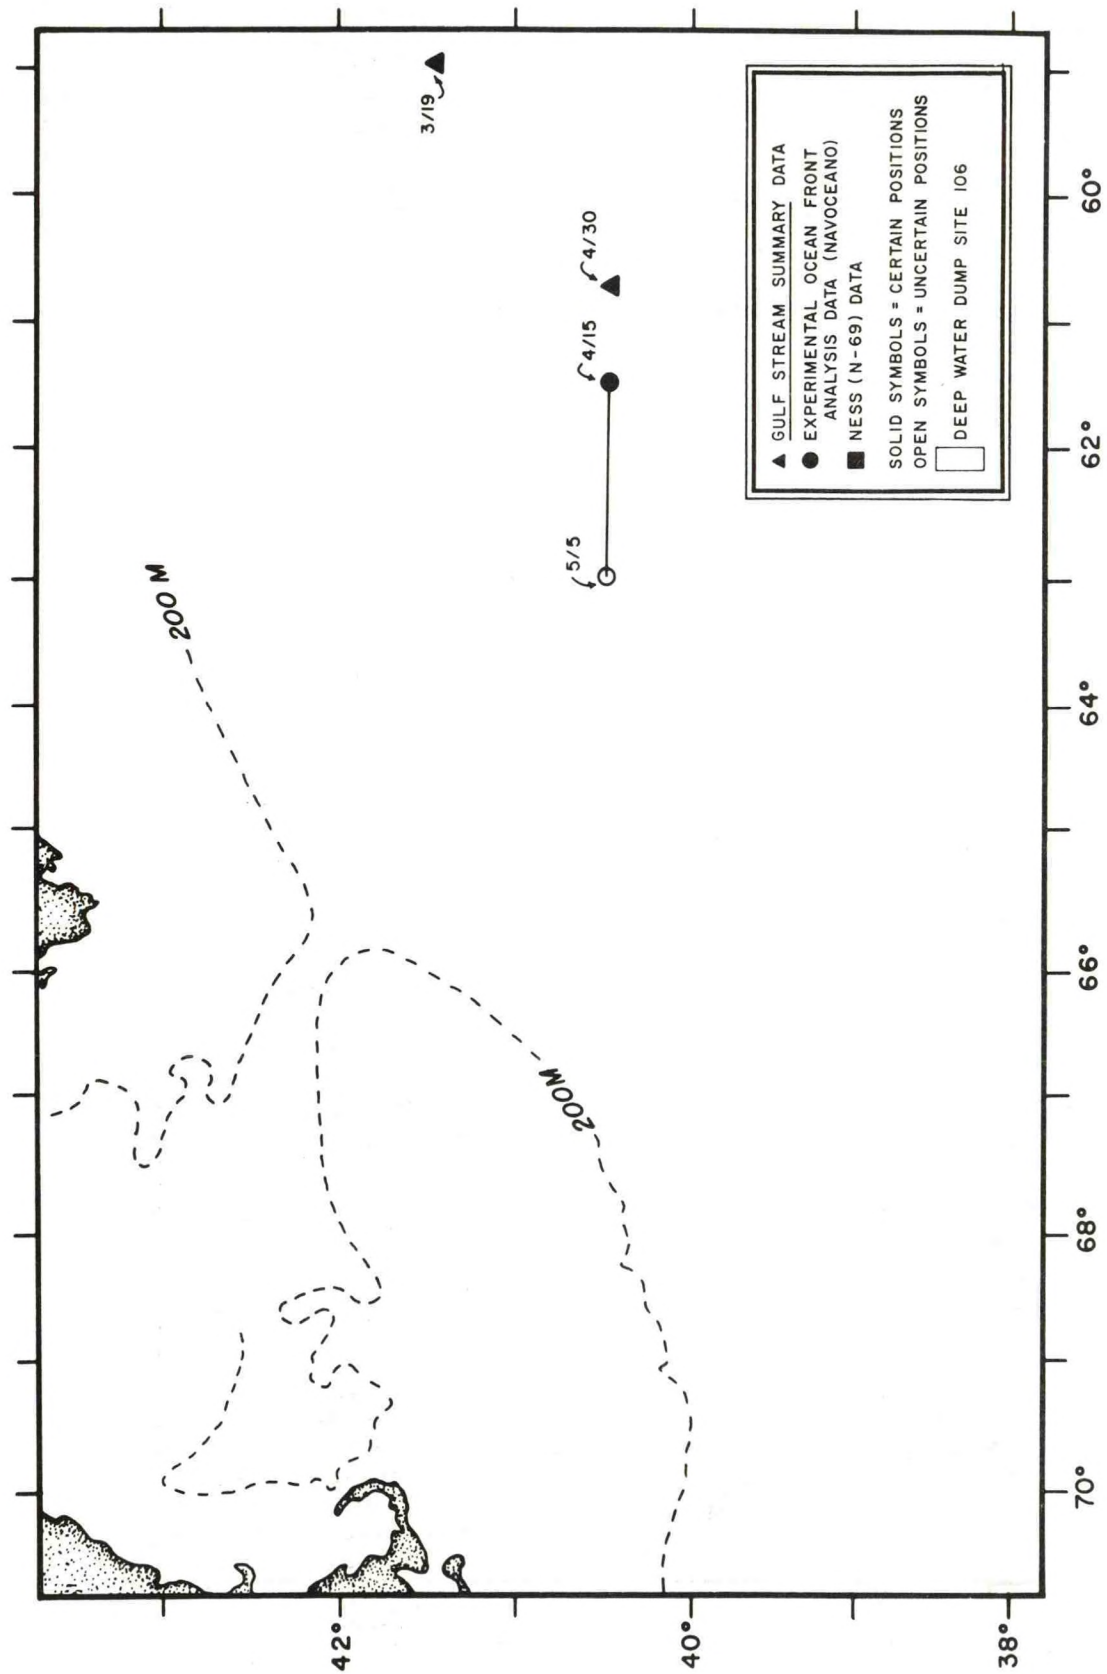 200 M
200M
3/19
4/30
4/15
5/5
▲ GULF STREAM SUMMARY DATA
● EXPERIMENTAL OCEAN FRONT
ANALYSIS DATA (NAVOCEANO)
■ NESS (N-69) DATA
SOLID SYMBOLS = CERTAIN POSITIONS
OPEN SYMBOLS = UNCERTAIN POSITIONS
DEEP WATER DUMP SITE 106
42°
40°
38°
70°
68°
66°
64°
62°
60°